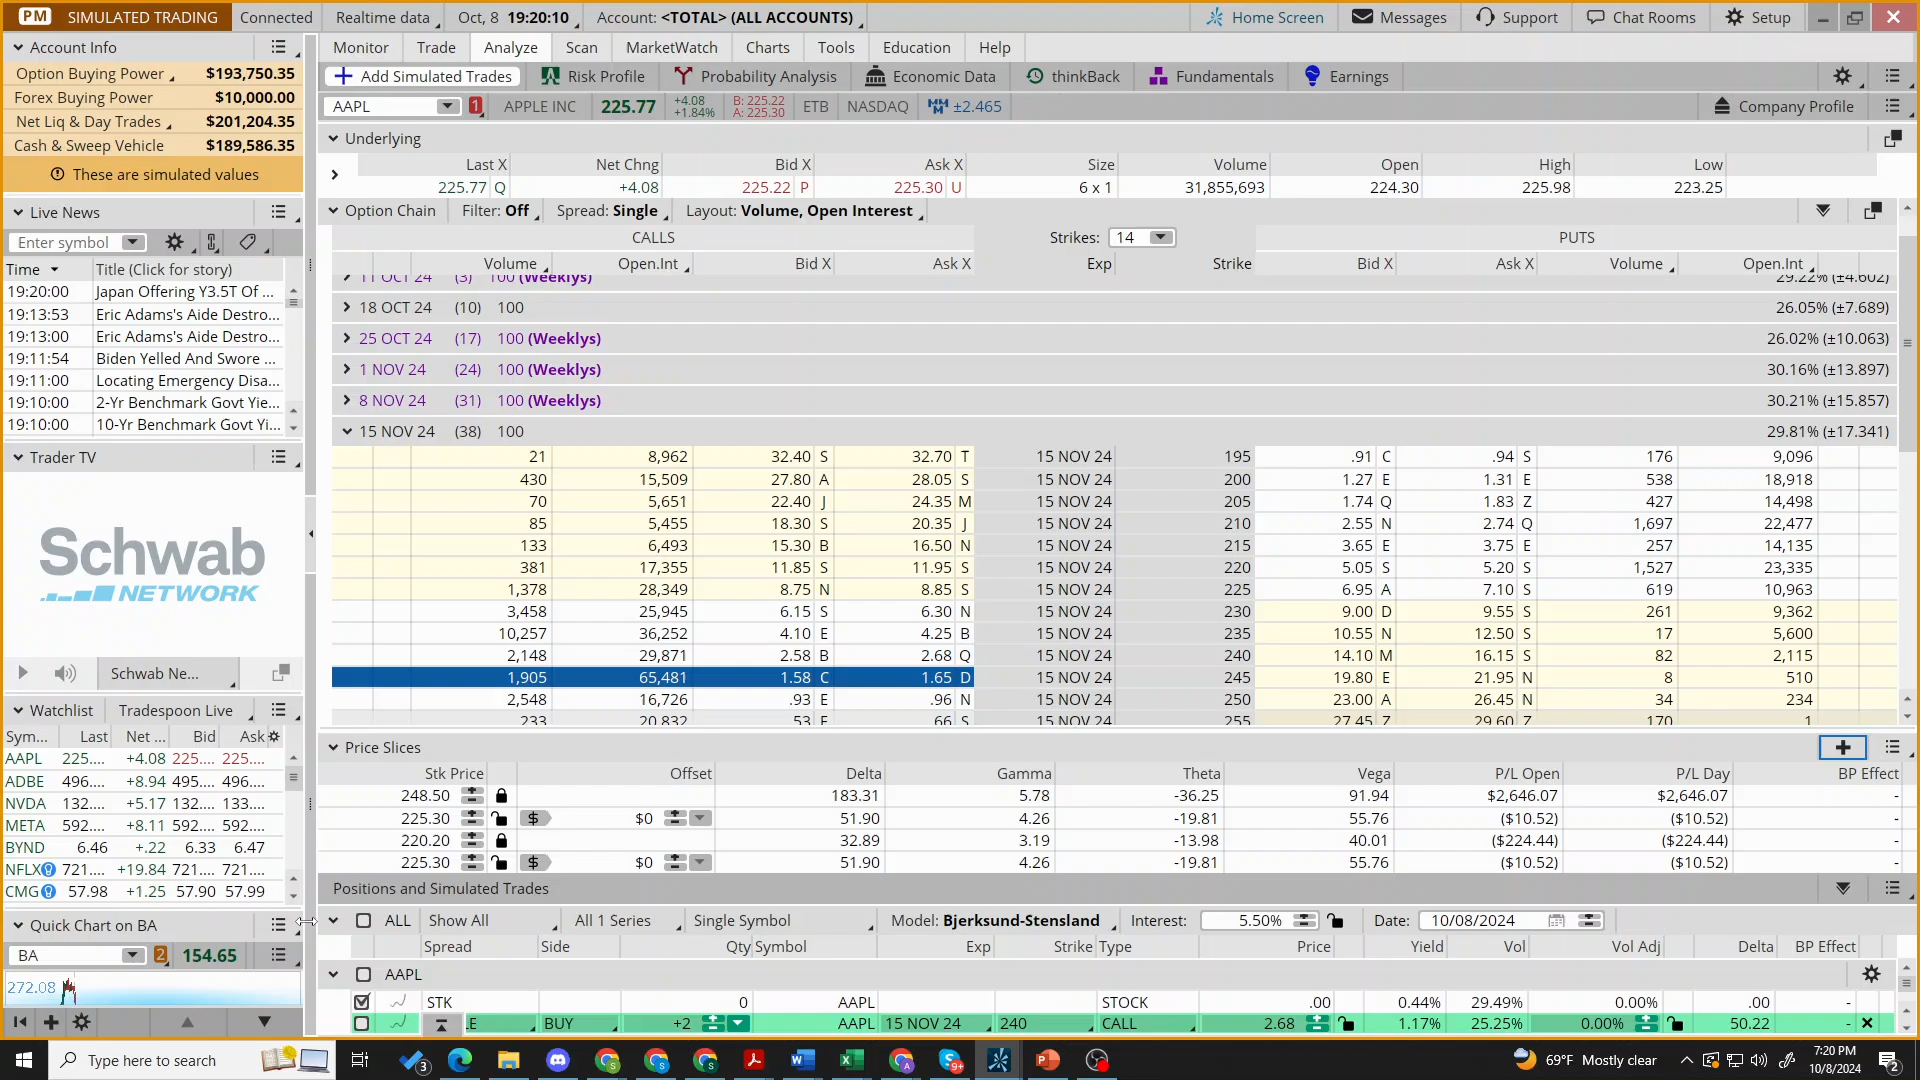 PM SIMULATED TRADING Connected Realtime data Oct, 8 19:20:10 Account: <TOTAL> (ALL ACCOUNTS) Home Screen Messages Support Chat Rooms Setup
Account Info
Option Buying Power $193,750.35
Forex Buying Power $10,000.00
Net Liq & Day Trades $201,204.35
Cash & Sweep Vehicle $189,586.35
These are simulated values
Live News
Enter symbol
Time Title (Click for story)
19:20:00 Japan Offering Y3.5T Of ...
19:13:53 Eric Adams's Aide Destro...
19:13:00 Eric Adams's Aide Destro...
19:11:54 Biden Yelled And Swore ...
19:11:00 Locating Emergency Disa...
19:10:00 2-Yr Benchmark Govt Yie...
19:10:00 10-Yr Benchmark Govt Yi...
Trader TV
Schwab
NETWORK
Schwab Ne...
Watchlist Tradespoon Live
Sym... Last Net ... Bid Ask
AAPL 225.... +4.08 225.... 225....
ADBE 496.... +8.94 495.... 496....
NVDA 132.... +5.17 132.... 133....
META 592.... +8.11 592.... 592....
BYND 6.46 +.22 6.33 6.47
NFLX 721.... +19.84 721.... 721....
CMG 57.98 +1.25 57.90 57.99
Quick Chart on BA
BA 2 154.65
272.08
Monitor Trade Analyze Scan MarketWatch Charts Tools Education Help
Add Simulated Trades Risk Profile Probability Analysis Economic Data thinkBack Fundamentals Earnings
AAPL 1 APPLE INC 225.77 +4.08 +1.84% B: 225.22 A: 225.30 ETB NASDAQ ±2.465 Company Profile
Underlying
Last X Net Chng Bid X Ask X Size Volume Open High Low
225.77 Q +4.08 225.22 P 225.30 U 6 x 1 31,855,693 224.30 225.98 223.25
Option Chain Filter: Off Spread: Single Layout: Volume, Open Interest
CALLS Strikes: 14 PUTS
Volume Open.Int Bid X Ask X Exp Strike Bid X Ask X Volume Open.Int
11 OCT 24 (3) 100 (Weeklys) 29.22% (±4.602)
18 OCT 24 (10) 100 26.05% (±7.689)
25 OCT 24 (17) 100 (Weeklys) 26.02% (±10.063)
1 NOV 24 (24) 100 (Weeklys) 30.16% (±13.897)
8 NOV 24 (31) 100 (Weeklys) 30.21% (±15.857)
15 NOV 24 (38) 100 29.81% (±17.341)
21 8,962 32.40 S 32.70 T 15 NOV 24 195 .91 C .94 S 176 9,096
430 15,509 27.80 A 28.05 S 15 NOV 24 200 1.27 E 1.31 E 538 18,918
70 5,651 22.40 J 24.35 M 15 NOV 24 205 1.74 Q 1.83 Z 427 14,498
85 5,455 18.30 S 20.35 J 15 NOV 24 210 2.55 N 2.74 Q 1,697 22,477
133 6,493 15.30 B 16.50 N 15 NOV 24 215 3.65 E 3.75 E 257 14,135
381 17,355 11.85 S 11.95 S 15 NOV 24 220 5.05 S 5.20 S 1,527 23,335
1,378 28,349 8.75 N 8.85 S 15 NOV 24 225 6.95 A 7.10 S 619 10,963
3,458 25,945 6.15 S 6.30 N 15 NOV 24 230 9.00 D 9.55 S 261 9,362
10,257 36,252 4.10 E 4.25 B 15 NOV 24 235 10.55 N 12.50 S 17 5,600
2,148 29,871 2.58 B 2.68 Q 15 NOV 24 240 14.10 M 16.15 S 82 2,115
1,905 65,481 1.58 C 1.65 D 15 NOV 24 245 19.80 E 21.95 N 8 510
2,548 16,726 .93 E .96 N 15 NOV 24 250 23.00 A 26.45 N 34 234
233 20,832 .53 E .66 S 15 NOV 24 255 27.45 Z 29.60 Z 170 1
Price Slices
Stk Price Offset Delta Gamma Theta Vega P/L Open P/L Day BP Effect
248.50 183.31 5.78 -36.25 91.94 $2,646.07 $2,646.07 -
225.30 $ $0 51.90 4.26 -19.81 55.76 ($10.52) ($10.52) -
220.20 32.89 3.19 -13.98 40.01 ($224.44) ($224.44) -
225.30 $ $0 51.90 4.26 -19.81 55.76 ($10.52) ($10.52) -
Positions and Simulated Trades
ALL Show All All 1 Series Single Symbol Model: Bjerksund-Stensland Interest: 5.50% Date: 10/08/2024
Spread Side Qty Symbol Exp Strike Type Price Yield Vol Vol Adj Delta BP Effect
AAPL
STK 0 AAPL STOCK .00 0.44% 29.49% 0.00% .00 -
LE BUY +2 AAPL 15 NOV 24 240 CALL 2.68 1.17% 25.25% 0.00% 50.22 -
Type here to search 3 9+ 69°F Mostly clear 7:20 PM
10/8/2024 2